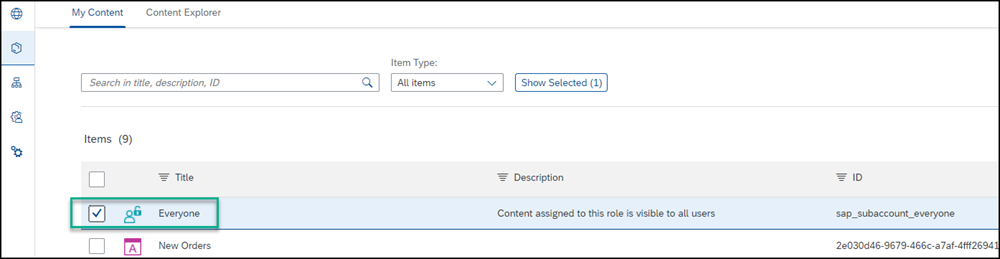 My Content Content Explorer
Item Type:
Search in title, description, ID All items Show Selected (1)
Items (9)
Title Description ID
Everyone Content assigned to this role is visible to all users sap_subaccount_everyone
A New Orders 2e030d46-9679-466c-a7af-4fff26941